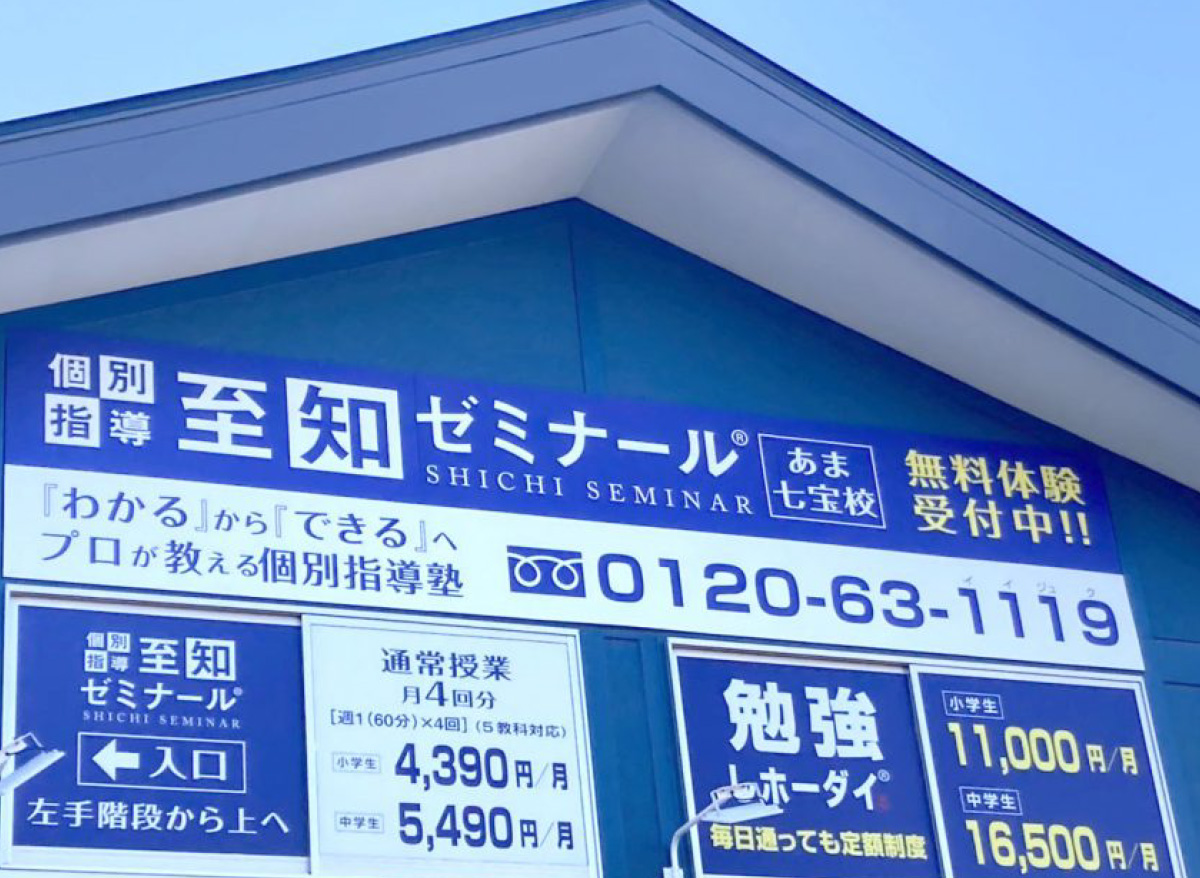 個別指導 至知ゼミナール®
SHICHI SEMINAR
あま
七宝校
無料体験
受付中!!
『わかる』から『できる』へ
プロが教える個別指導塾
イイジュク
0120-63-1119
個別指導 至知
ゼミナール®
SHICHI SEMINAR
←入口
左手階段から上へ
通常授業
月4回分
[週1(60分)×4回](5教科対応)
小学生 4,390円/月
中学生 5,490円/月
勉強
しホーダイ®
毎日通っても定額制度
小学生
11,000円/月
中学生
16,500円/月